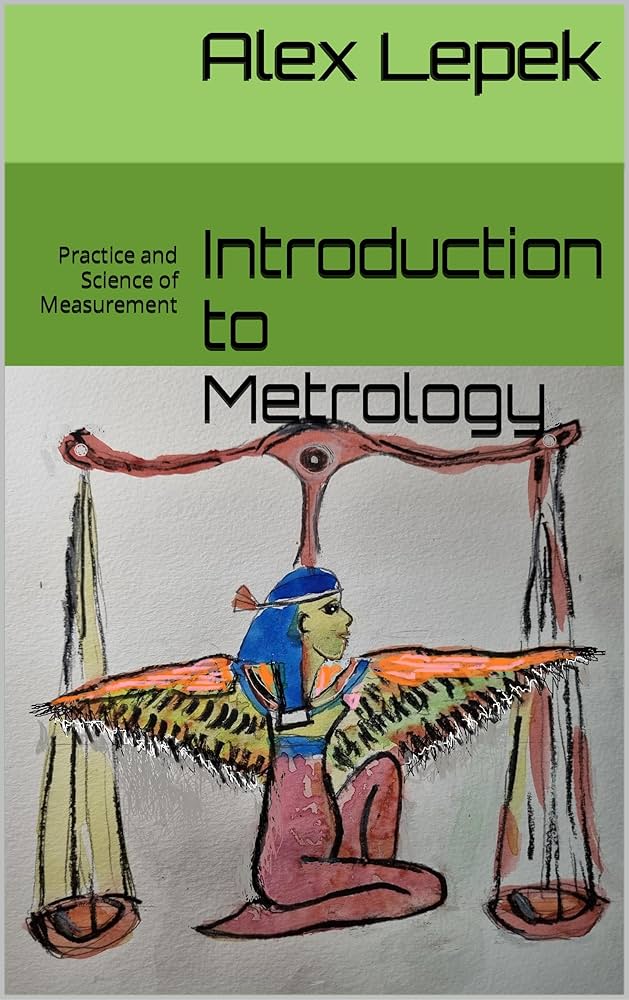 Alex Lepek
Practice and
Science of
Measurement
Introduction
to
Metrology